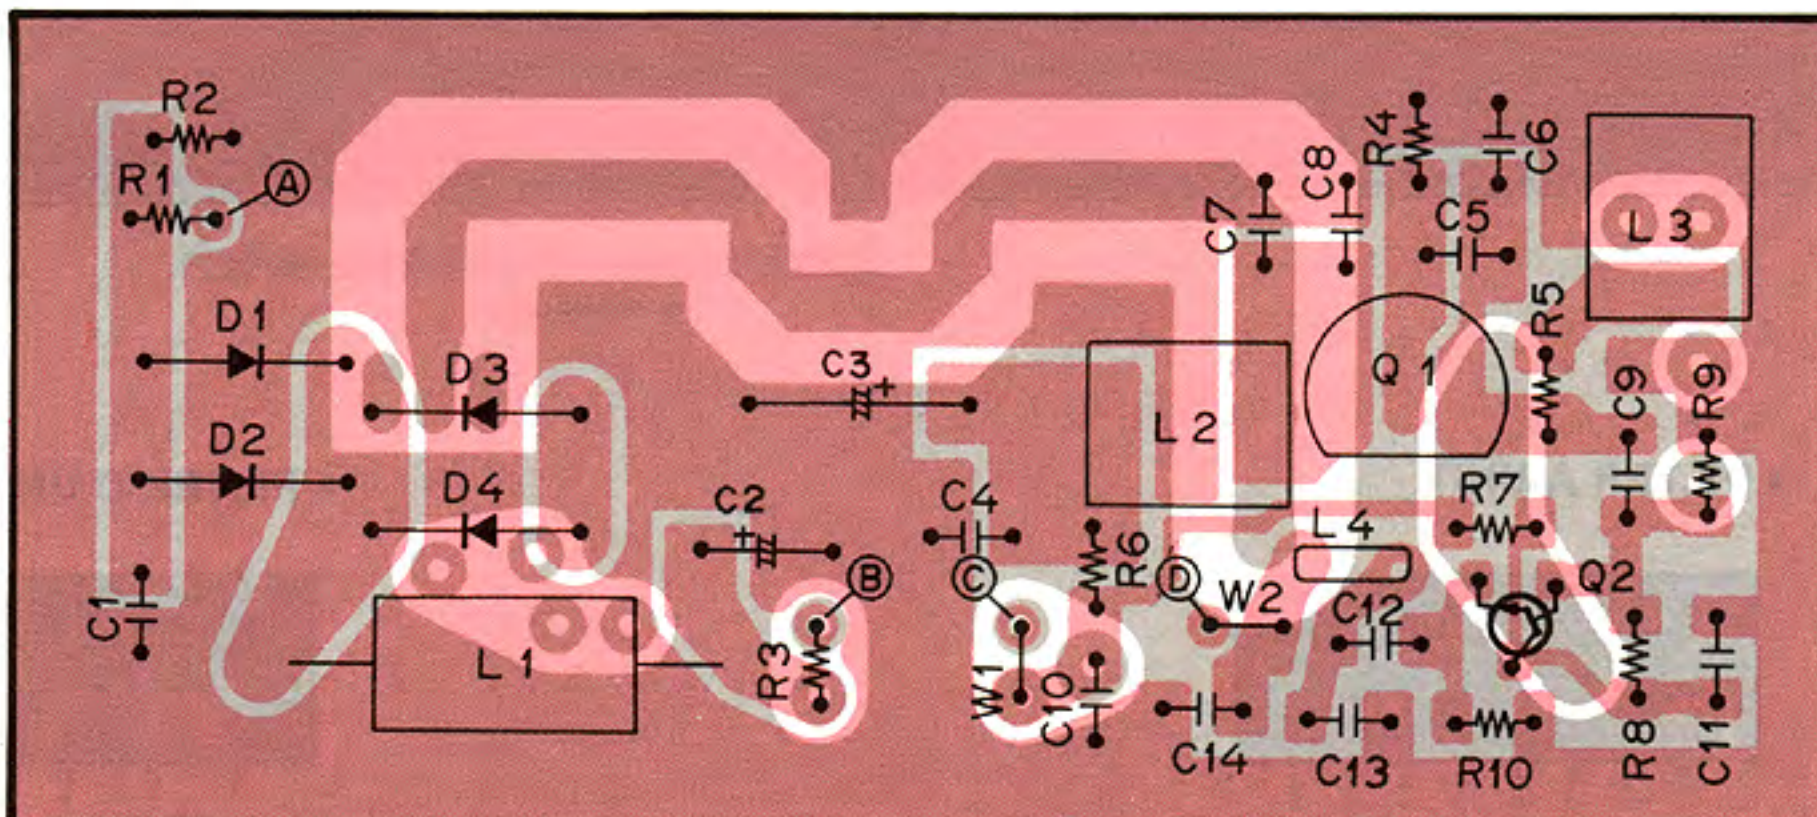 R2
R1
A
R4
C6
C8
C7
C5
L3
D1
D3
C3
+
L2
Q1
R5
C9
R9
D2
D4
C2
+
C4
R6
R7
L4
B
C
D
W2
C12
Q2
C1
L1
R3
W1
C10
C14
C13
R10
R8
C11